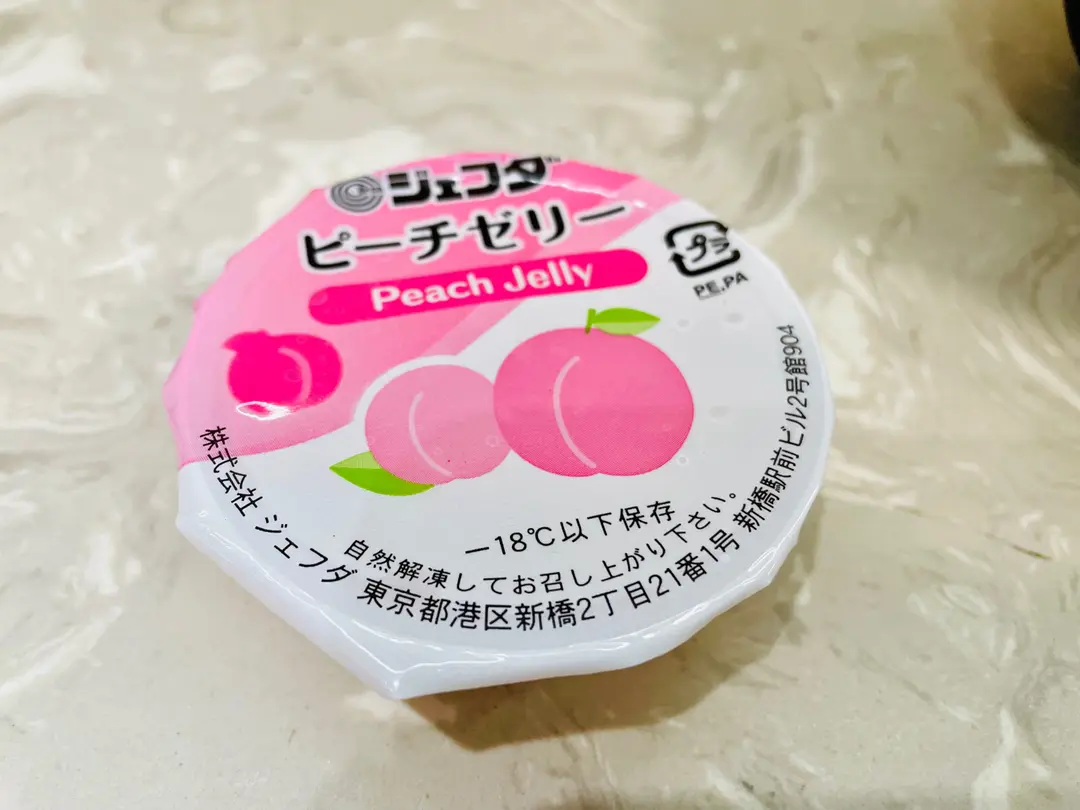 ジェフダ
ピーチゼリー
Peach Jelly
プラ
PE,PA
−18℃以下保存
自然解凍してお召し上がり下さい。
株式会社 ジェフダ 東京都港区新橋2丁目21番1号 新橋駅前ビル2号館904